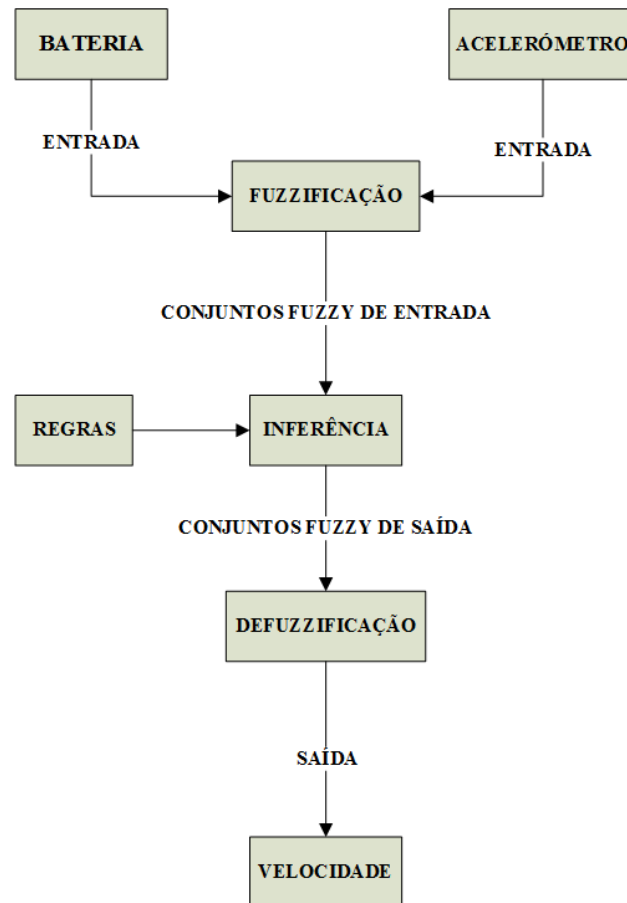 BATERIA
ACELERÓMETRO
ENTRADA
ENTRADA
FUZZIFICAÇÃO
CONJUNTOS FUZZY DE ENTRADA
REGRAS
INFERÊNCIA
CONJUNTOS FUZZY DE SAÍDA
DEFUZZIFICAÇÃO
SAÍDA
VELOCIDADE